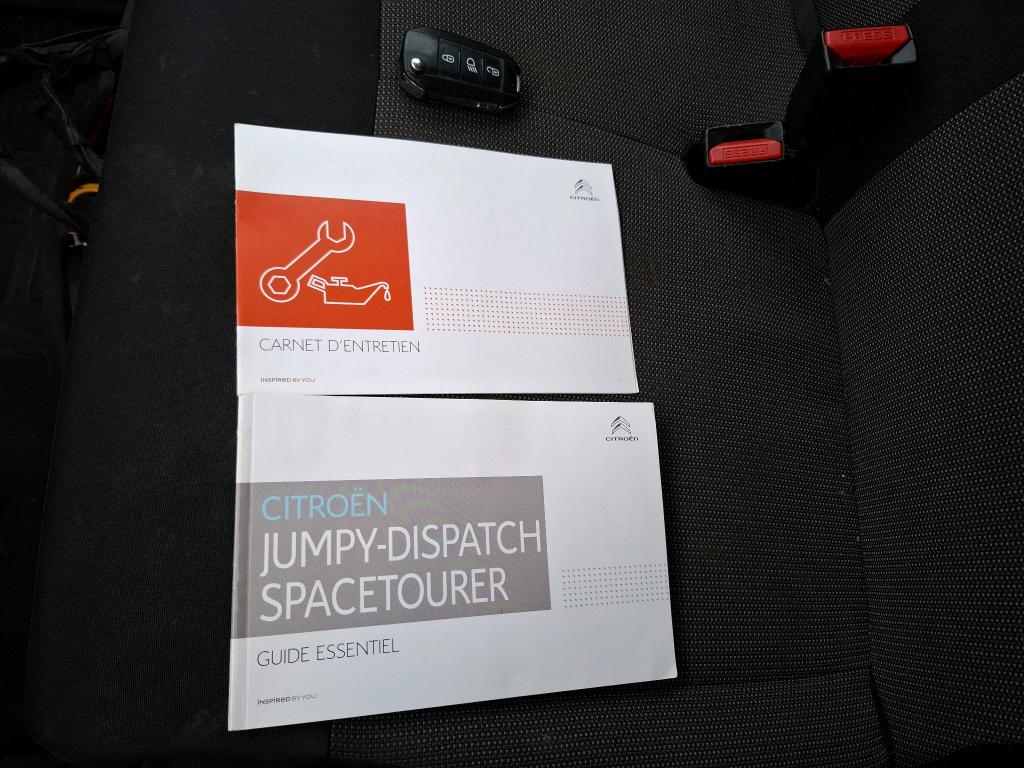 PRESS
PRESS
CITROËN
CARNET D'ENTRETIEN
INSPIRED BY YOU
CITROËN
CITROËN
JUMPY-DISPATCH
SPACETOURER
GUIDE ESSENTIEL
INSPIRED BY YOU